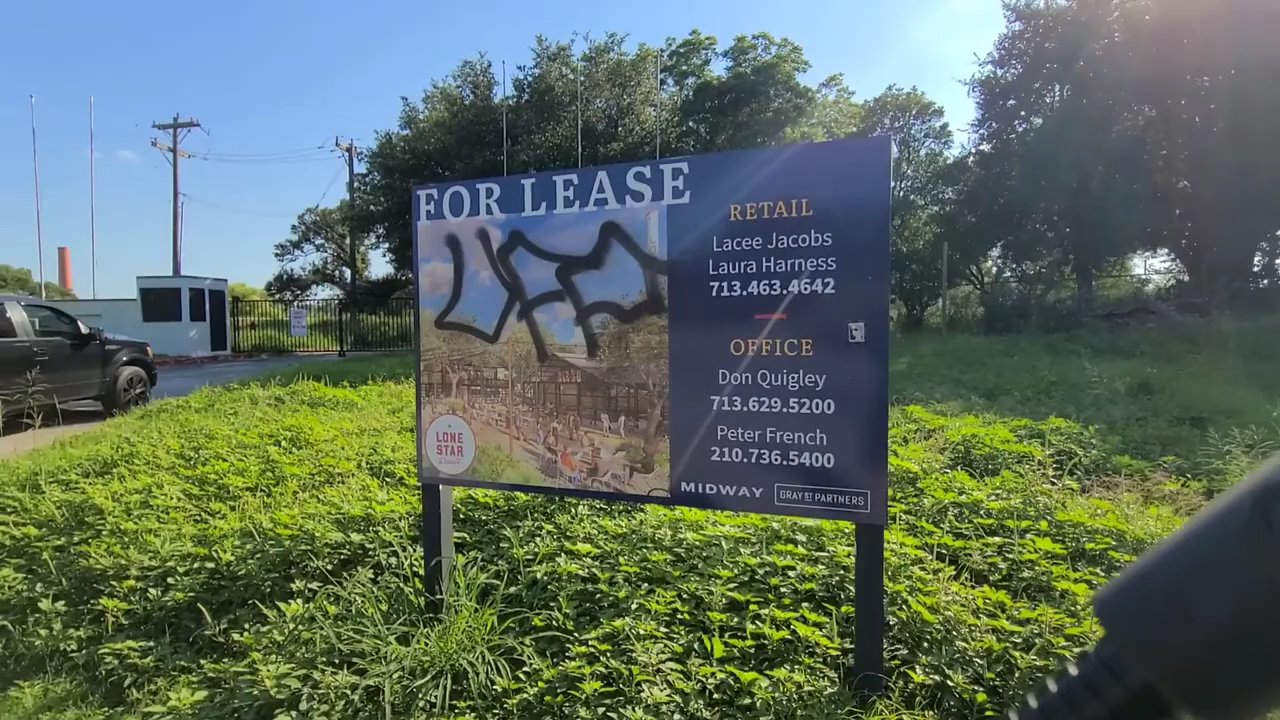 FOR LEASE
RETAIL
Lacee Jacobs
Laura Harness
713.463.4642
OFFICE
Don Quigley
713.629.5200
Peter French
210.736.5400
MIDWAY
GRAY ST PARTNERS
LONE
STAR